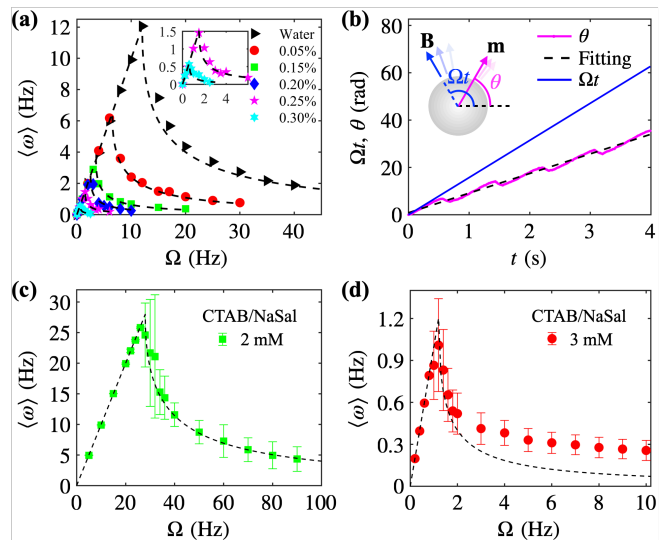 (a)
12
10
8
6
4
2
0
⟨ω⟩ (Hz)
0 10 20 30 40
Ω (Hz)
1.5
1
0.5
0
0 2 4 6
Water
0.05%
0.15%
0.20%
0.25%
0.30%
(b)
80
60
40
20
0
Ωt, θ (rad)
0 1 2 3 4
t (s)
B
m
Ωt
θ
θ
Fitting
Ωt
(c)
30
25
20
15
10
5
0
⟨ω⟩ (Hz)
0 20 40 60 80 100
Ω (Hz)
CTAB/NaSal
2 mM
(d)
1.2
0.9
0.6
0.3
0
⟨ω⟩ (Hz)
0 2 4 6 8 10
Ω (Hz)
CTAB/NaSal
3 mM